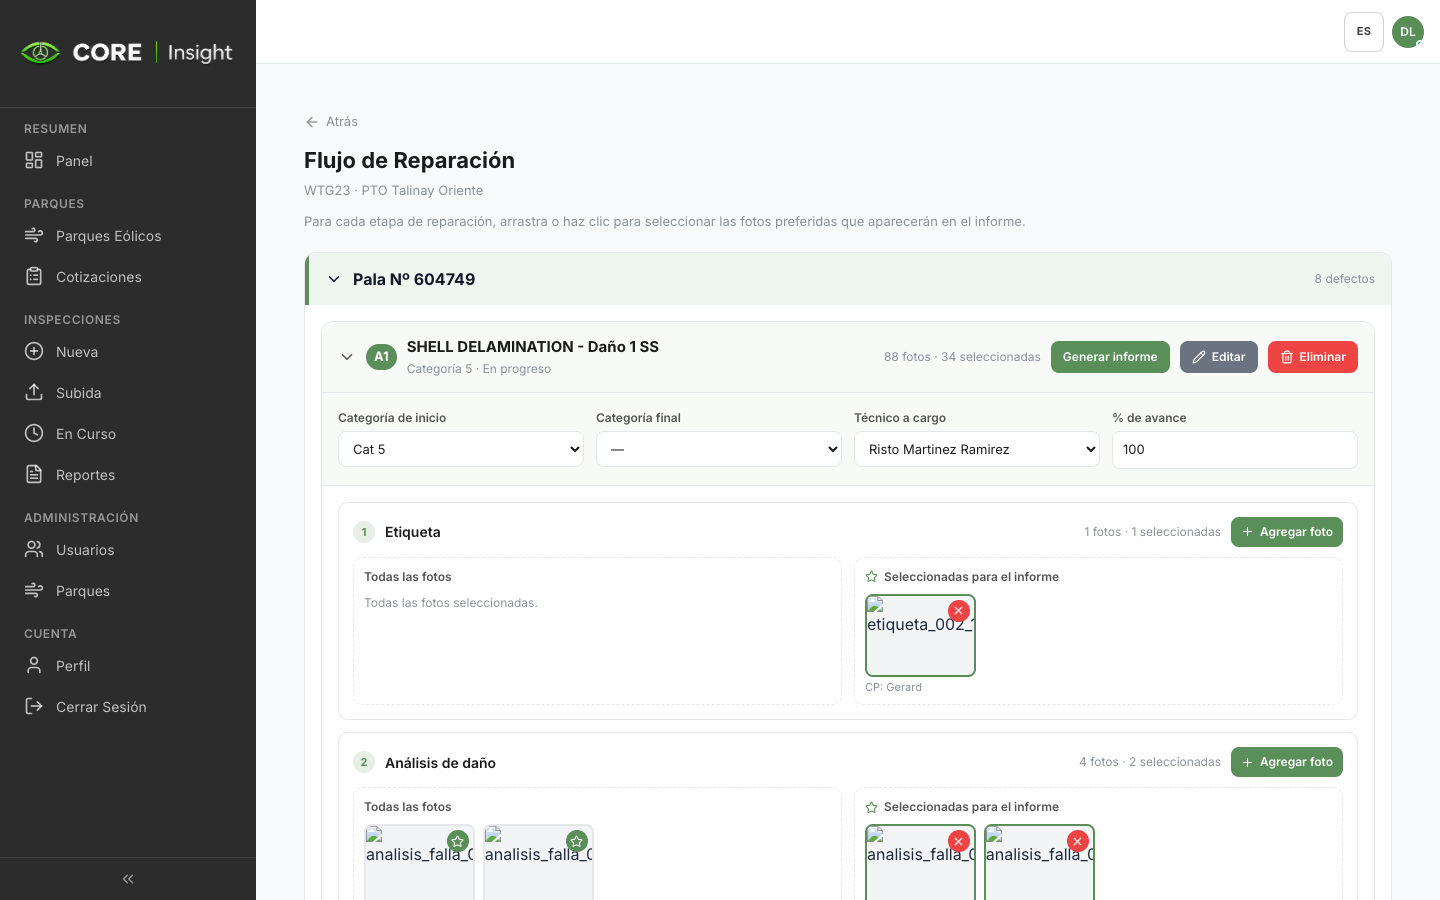 CORE | Insight
ES
DL
RESUMEN
Panel
PARQUES
Parques Eólicos
Cotizaciones
INSPECCIONES
Nueva
Subida
En Curso
Reportes
ADMINISTRACIÓN
Usuarios
Parques
CUENTA
Perfil
Cerrar Sesión
Atrás
Flujo de Reparación
WTG23 · PTO Talinay Oriente
Para cada etapa de reparación, arrastra o haz clic para seleccionar las fotos preferidas que aparecerán en el informe.
Pala Nº 604749
8 defectos
A1
SHELL DELAMINATION - Daño 1 SS
Categoría 5 · En progreso
88 fotos · 34 seleccionadas
Generar informe
Editar
Eliminar
Categoría de inicio
Categoría final
Técnico a cargo
% de avance
Cat 5
—
Risto Martinez Ramirez
100
1
Etiqueta
1 fotos · 1 seleccionadas
+ Agregar foto
Todas las fotos
Todas las fotos seleccionadas.
Seleccionadas para el informe
etiqueta_002_1
CP: Gerard
2
Análisis de daño
4 fotos · 2 seleccionadas
+ Agregar foto
Todas las fotos
Seleccionadas para el informe
analisis_falla_0
analisis_falla_0
analisis_falla_0
analisis_falla_0